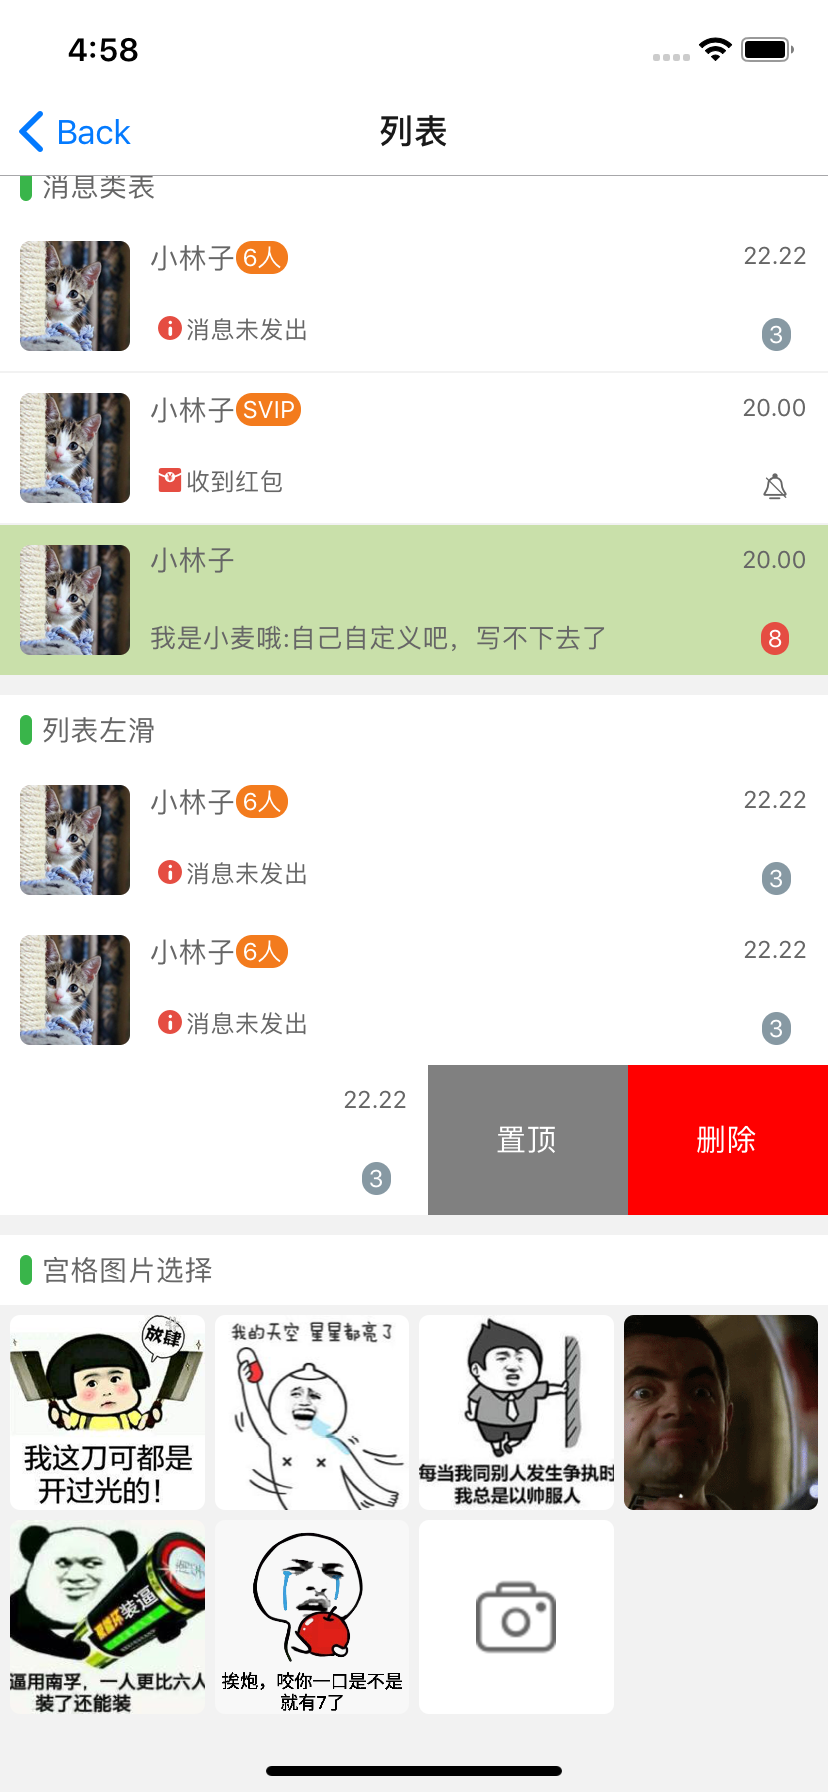 4:58
Back
列表
消息类表
小林子 6人 22.22
消息未发出 3
小林子 SVIP 20.00
收到红包
小林子 20.00
我是小麦哦:自己自定义吧，写不下去了 8
列表左滑
小林子 6人 22.22
消息未发出 3
小林子 6人 22.22
消息未发出 3
22.22
3
置顶 删除
宫格图片选择
放肆
我这刀可都是
开过光的！
我的天空 星星都亮了
每当我同别人发生争执时
我总是以帅服人
装逼
逼用南孚，一人更比六人
装了还能装
挨炮，咬你一口是不是
就有7了